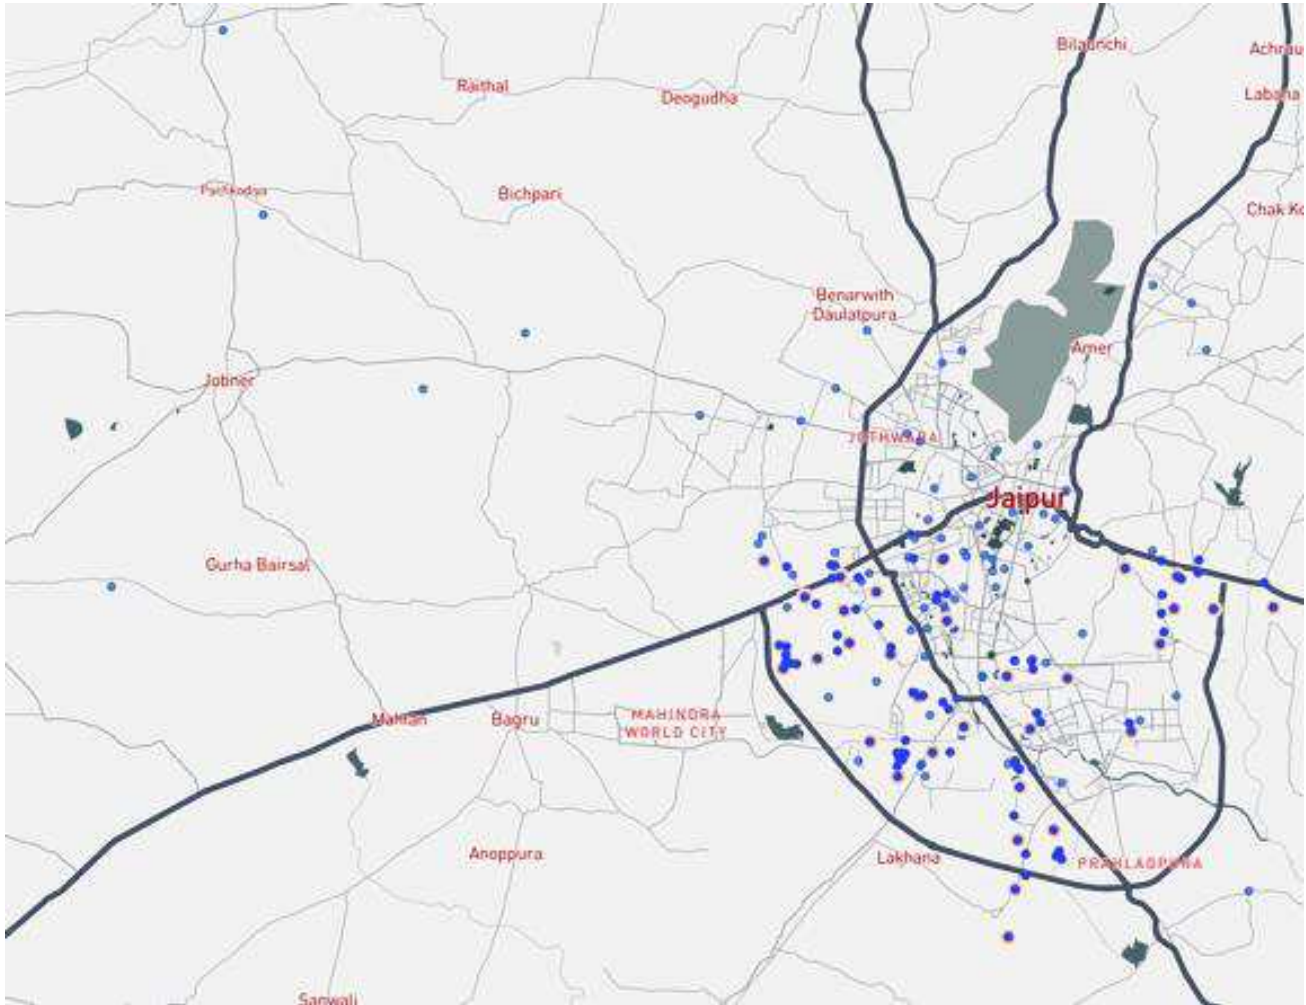 Bilaunchi
Achrau
Raithal
Deogudha
Labana
Pachkodiya
Bichpari
Chak Ko
Benarwith
Daulatpura
Amer
Jobner
JOTHWARA
Jaipur
Gurha Bairsal
Mahlan
Bagru
MAHINDRA
WORLD CITY
Anoppura
Lakhana
PRAHLADPURA
Sanwali